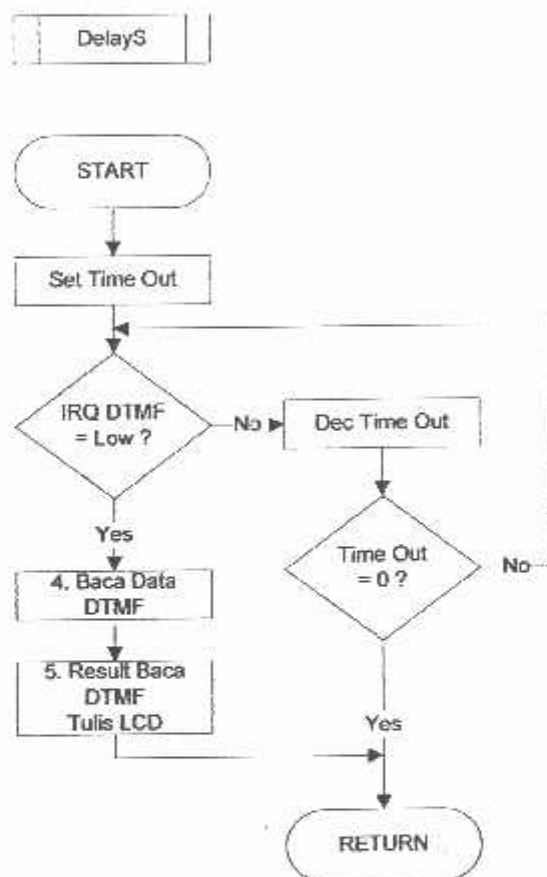 DelayS
START
Set Time Out
IRQ DTMF
= Low ?
No
Dec Time Out
Yes
4. Baca Data
DTMF
Time Out
= 0 ?
No
5. Result Baca
DTMF
Tulis LCD
Yes
RETURN